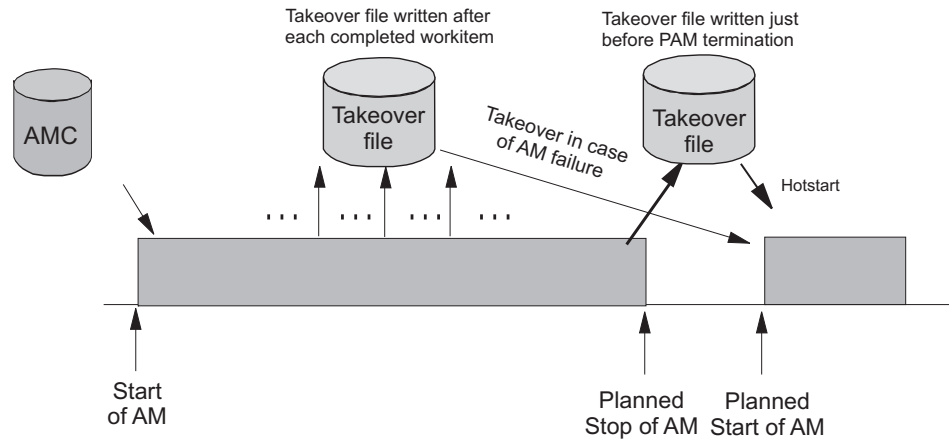 Takeover file written after
each completed workitem
Takeover file written just
before PAM termination
AMC
Takeover
file
Takeover in case
of AM failure
Takeover
file
Hotstart
Start
of AM
Planned
Stop of AM
Planned
Start of AM